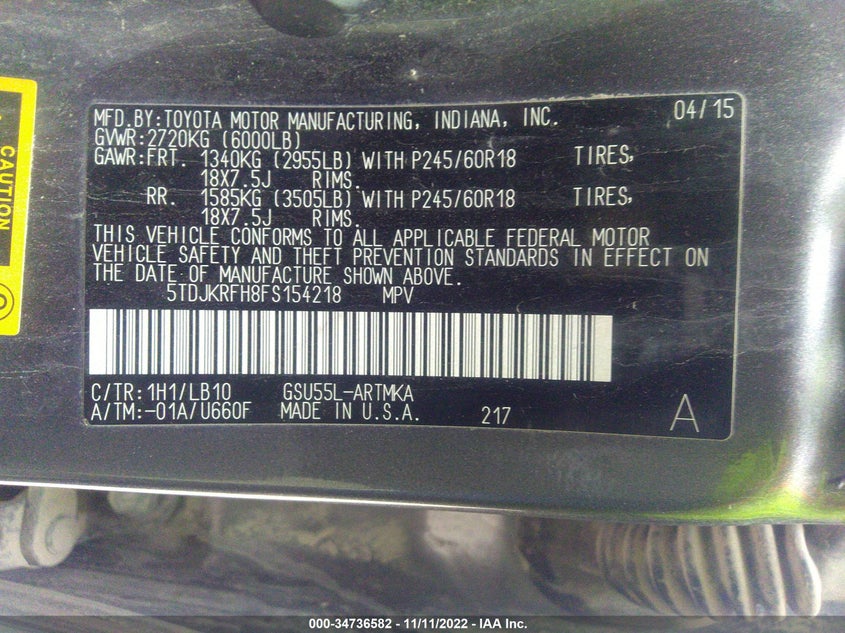 MFD.BY:TOYOTA MOTOR MANUFACTURING, INDIANA, INC. 04/15
GVWR:2720KG (6000LB)
GAWR:FRT. 1340KG (2955LB) WITH P245/60R18 TIRES,
18X7.5J RIMS.
RR. 1585KG (3505LB) WITH P245/60R18 TIRES,
18X7.5J RIMS.
THIS VEHICLE CONFORMS TO ALL APPLICABLE FEDERAL MOTOR
VEHICLE SAFETY AND THEFT PREVENTION STANDARDS IN EFFECT ON
THE DATE OF MANUFACTURE SHOWN ABOVE.
5TDJKRFH8FS154218 MPV
C/TR:1H1/LB10 GSU55L-ARTMKA
A/TM:-01A/U660F MADE IN U.S.A. 217 A
CAUTION
000-34736582 - 11/11/2022 - IAA Inc.